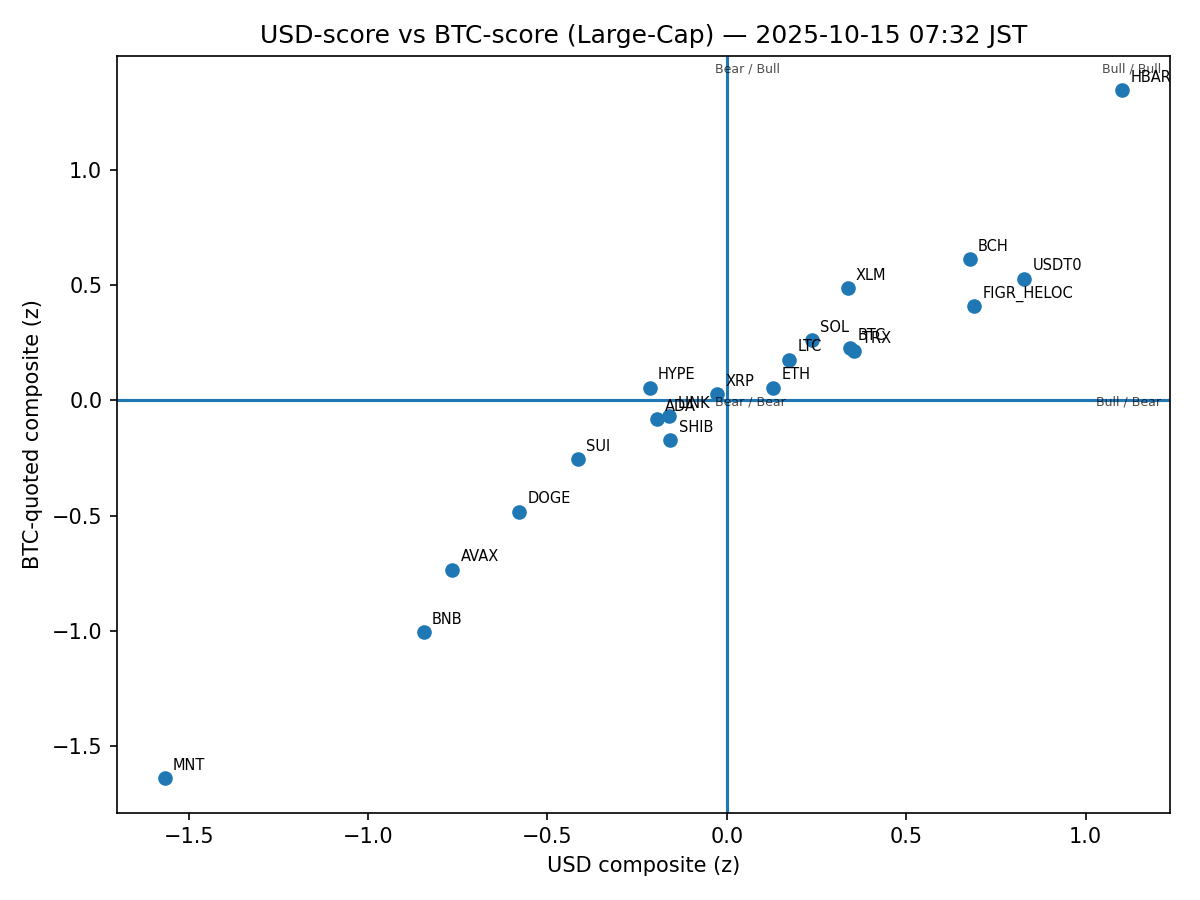 USD-score vs BTC-score (Large-Cap) — 2025-10-15 07:32 JST
Bear / Bull
Bull / Bull
HBAR
BCH
USDT0
XLM
FIGR_HELOC
SOL
BTC
TRX
LTC
HYPE
XRP
ETH
LINK
ADA
Bear / Bear
Bull / Bear
SHIB
SUI
DOGE
AVAX
BNB
MNT
1.0
0.5
0.0
−0.5
−1.0
−1.5
BTC-quoted composite (z)
−1.5
−1.0
−0.5
0.0
0.5
1.0
USD composite (z)